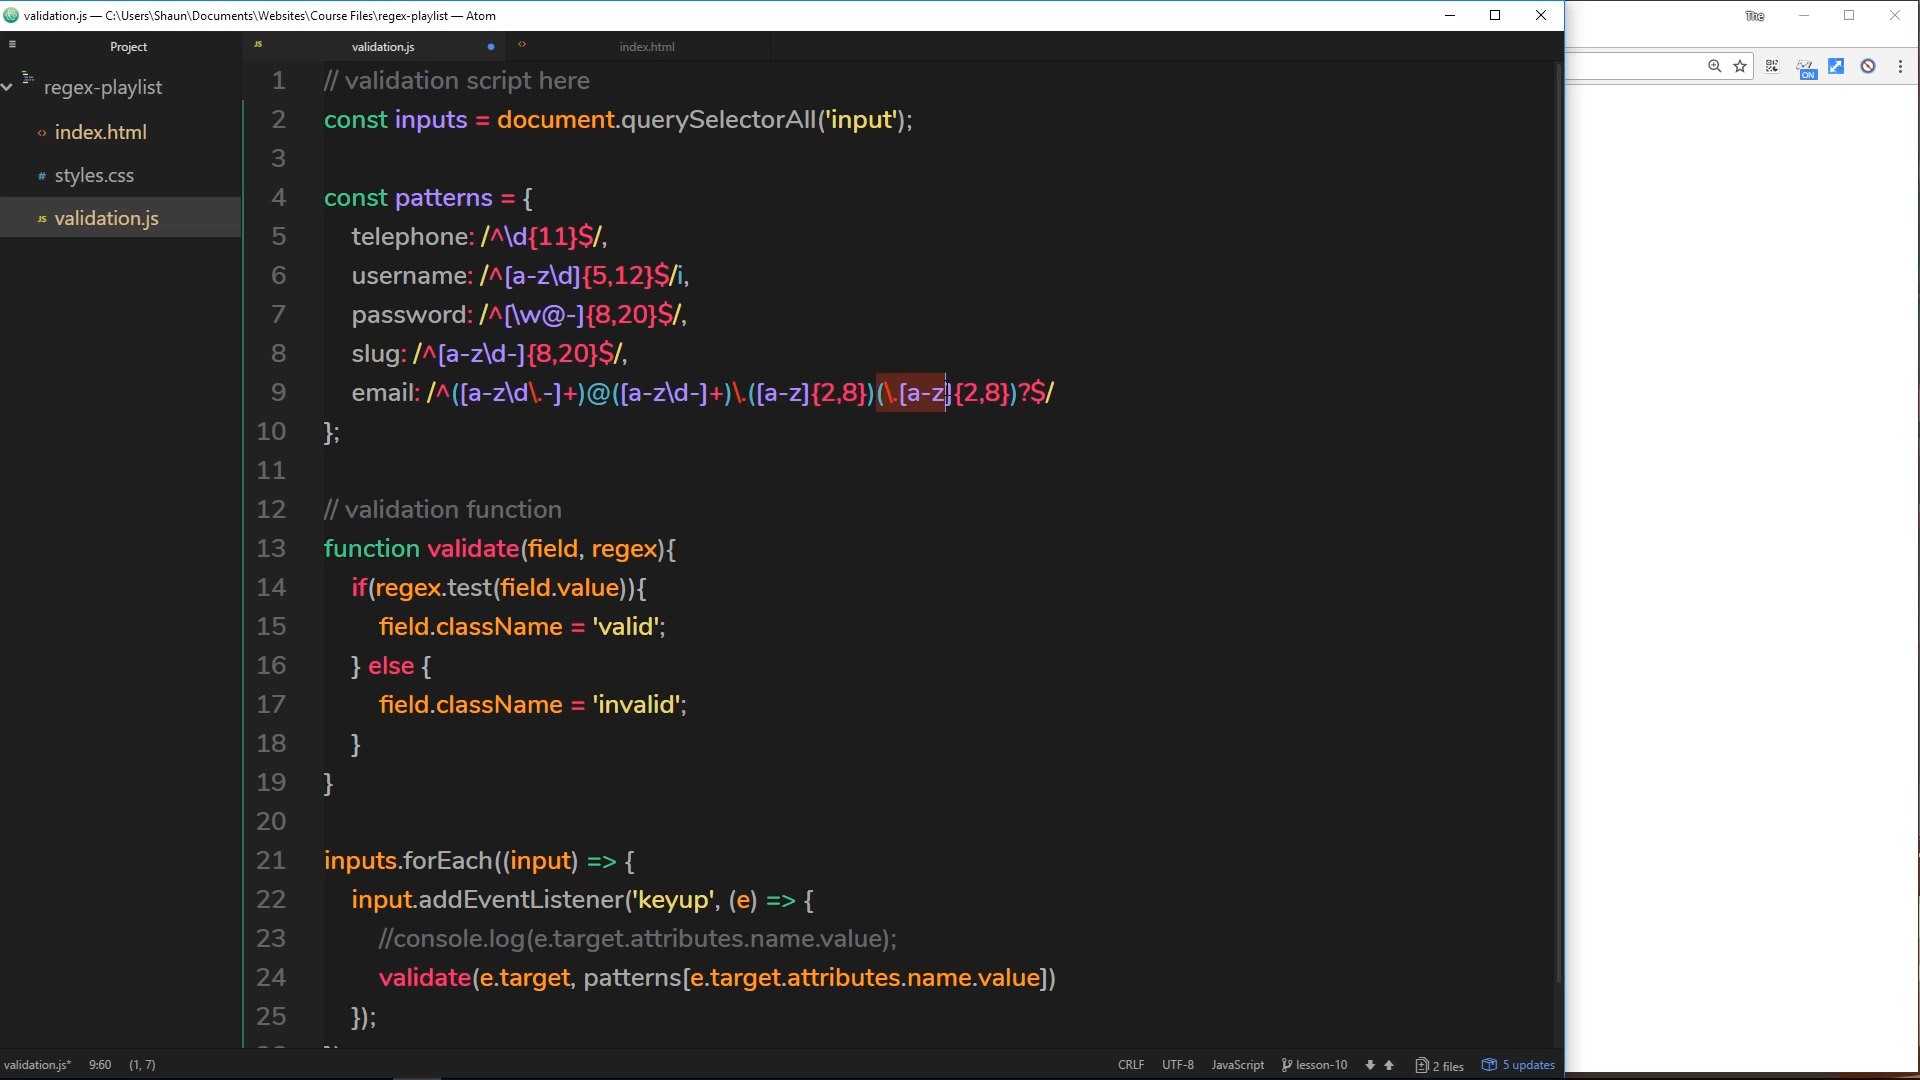 validation.js — C:\Users\Shaun\Documents\Websites\Course Files\regex-playlist — Atom
The
Project
validation.js
index.html
regex-playlist
index.html
styles.css
validation.js
ON
1 // validation script here
2 const inputs = document.querySelectorAll('input');
3
4 const patterns = {
5 telephone: /^\d{11}$/,
6 username: /^[a-z\d]{5,12}$/i,
7 password: /^[\w@-]{8,20}$/,
8 slug: /^[a-z\d-]{8,20}$/,
9 email: /^([a-z\d\.-]+)@([a-z\d-]+)\.([a-z]{2,8})(\.[a-z]{2,8})?$/
10 };
11
12 // validation function
13 function validate(field, regex){
14 if(regex.test(field.value)){
15 field.className = 'valid';
16 } else {
17 field.className = 'invalid';
18 }
19 }
20
21 inputs.forEach((input) => {
22 input.addEventListener('keyup', (e) => {
23 //console.log(e.target.attributes.name.value);
24 validate(e.target, patterns[e.target.attributes.name.value])
25 });
validation.js* 9:60 (1, 7)
CRLF UTF-8 JavaScript lesson-10 2 files 5 updates